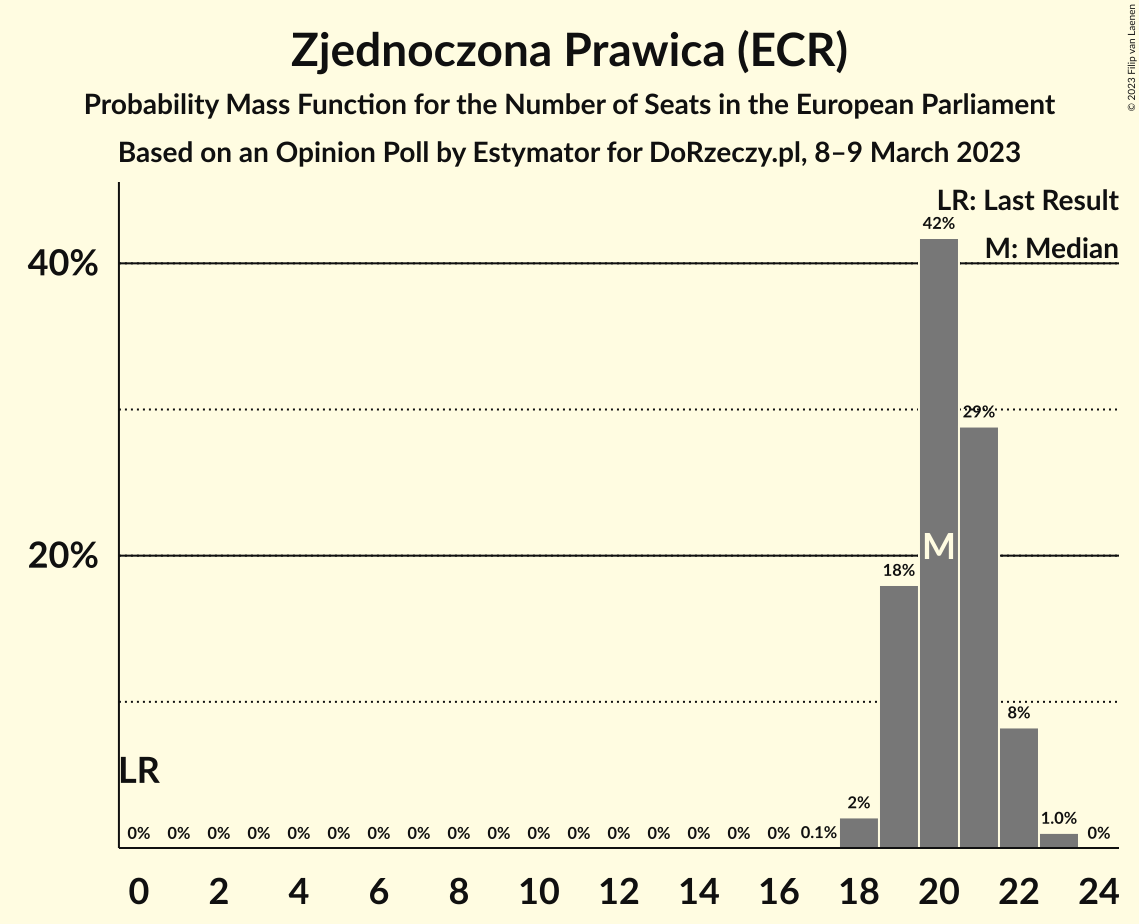 Zjednoczona Prawica (ECR)
Probability Mass Function for the Number of Seats in the European Parliament
Based on an Opinion Poll by Estymator for DoRzeczy.pl, 8–9 March 2023
© 2023 Filip van Laenen
LR: Last Result
M: Median
42%
40%
29%
20%
M
18%
8%
LR
2%
1.0%
0% 0% 0% 0% 0% 0% 0% 0% 0% 0% 0% 0% 0% 0% 0% 0% 0% 0.1% 0%
0 2 4 6 8 10 12 14 16 18 20 22 24